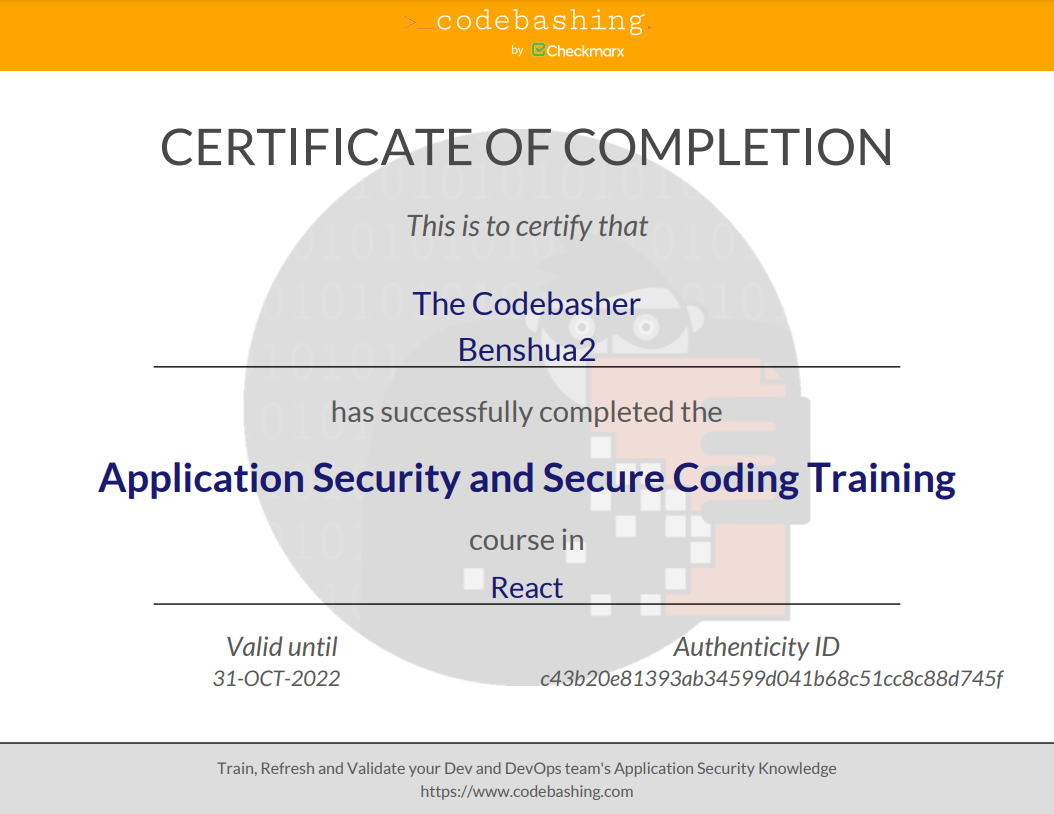 >_codebashing.
by Checkmarx
CERTIFICATE OF COMPLETION
This is to certify that
The Codebasher
Benshua2
has successfully completed the
Application Security and Secure Coding Training
course in
React
Valid until
Authenticity ID
31-OCT-2022
c43b20e81393ab34599d041b68c51cc8c88d745f
Train, Refresh and Validate your Dev and DevOps team's Application Security Knowledge
https://www.codebashing.com